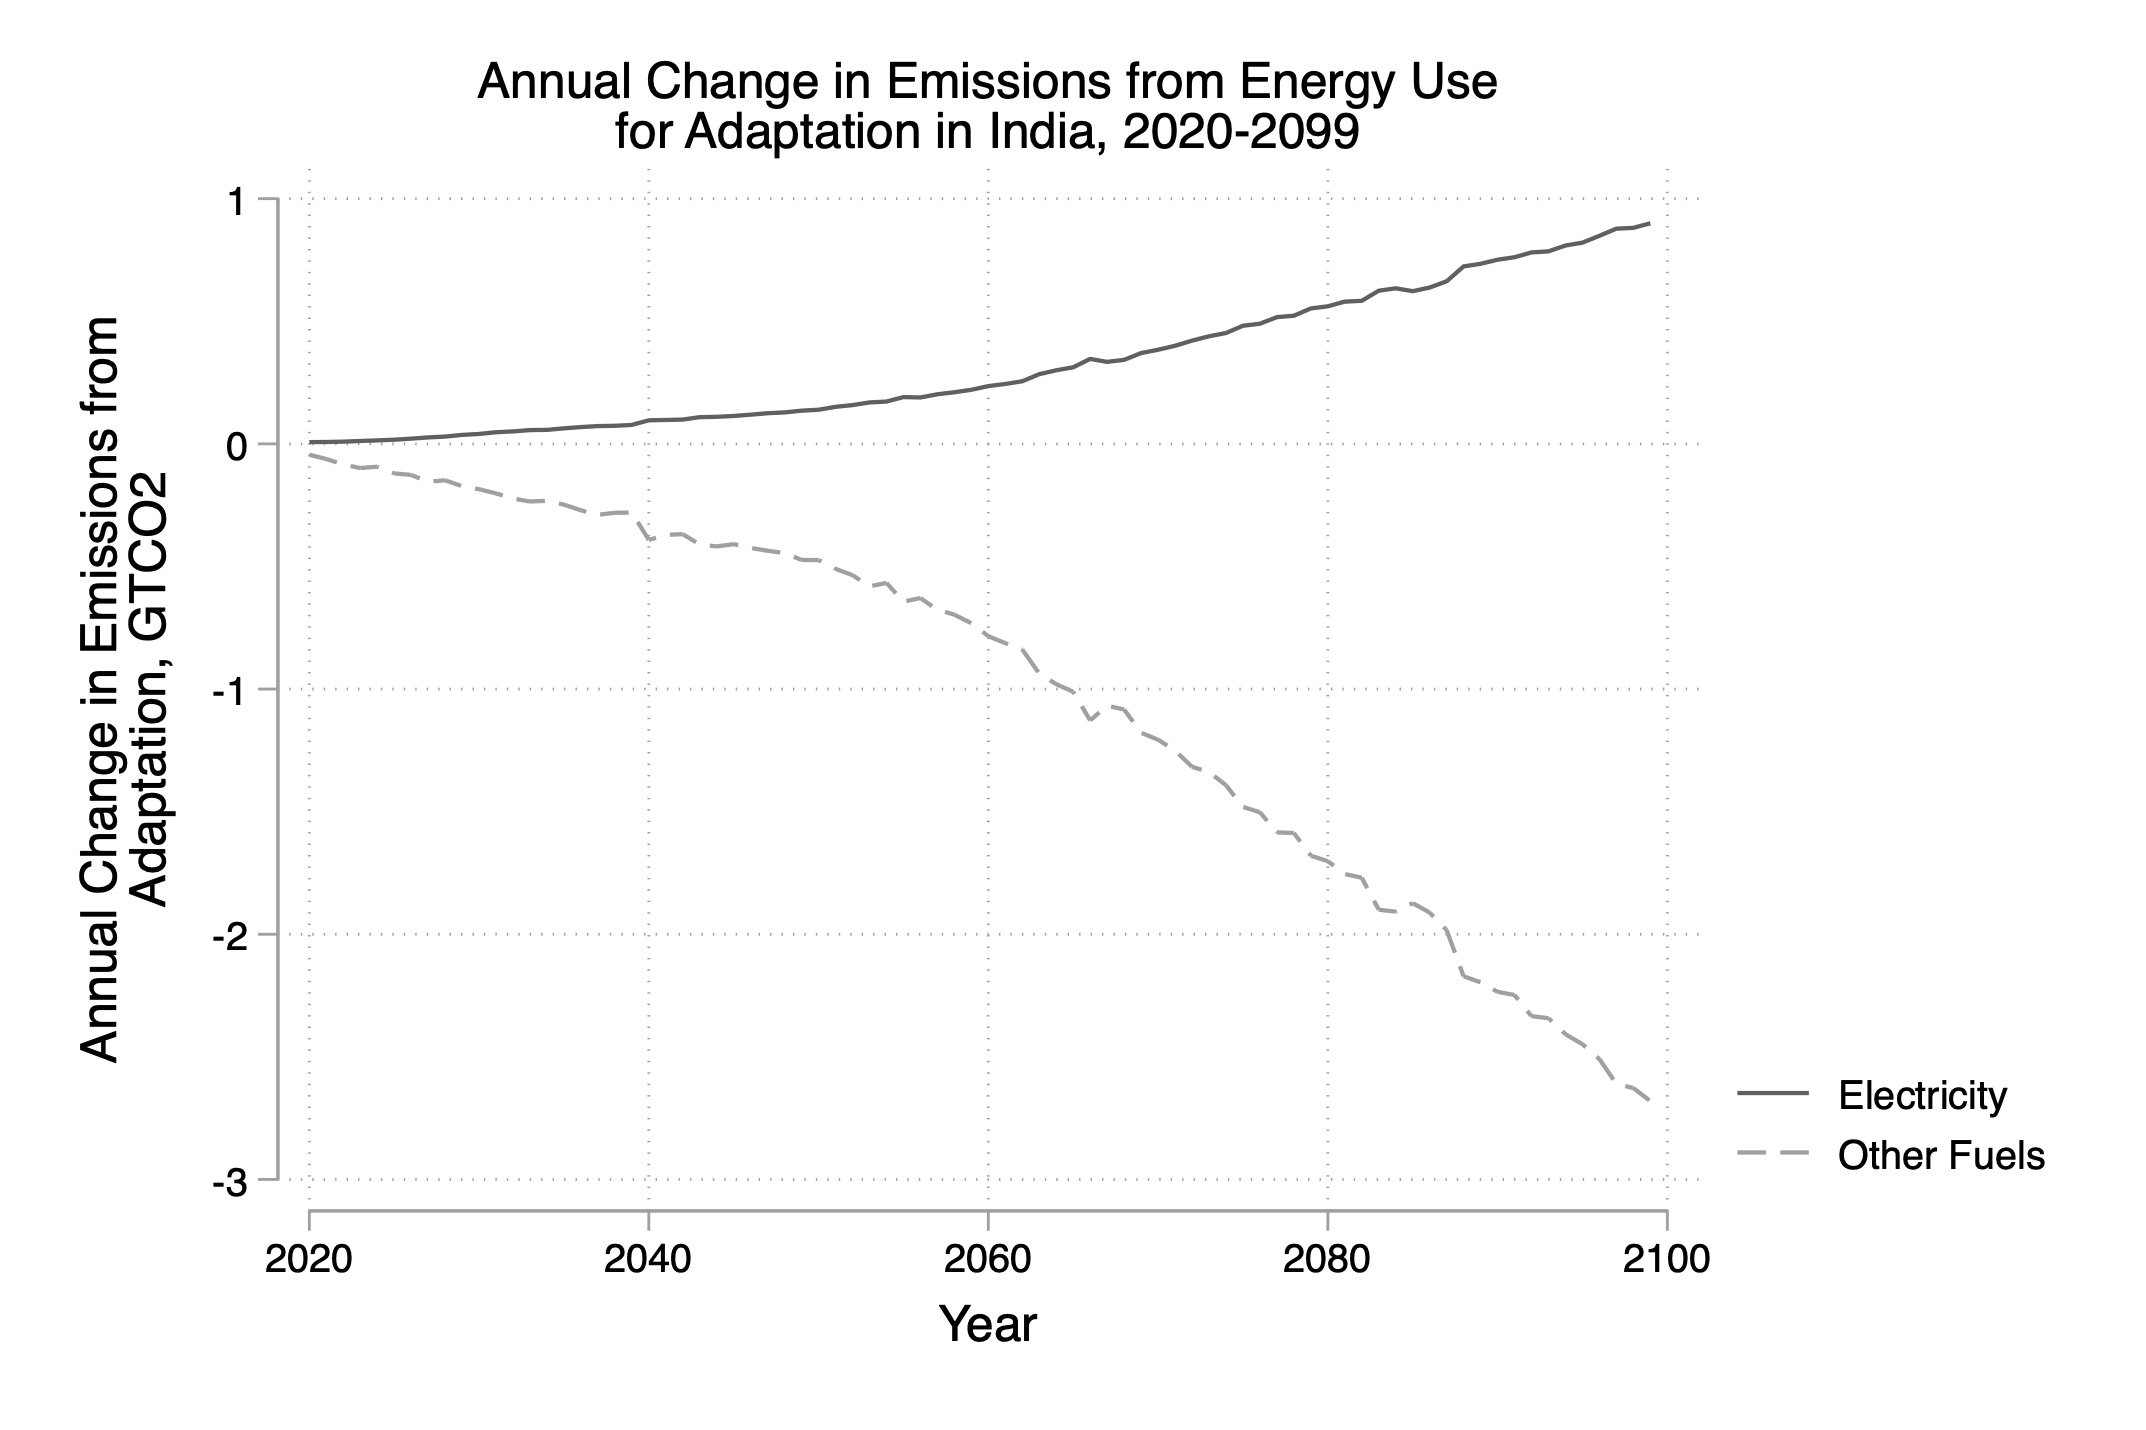 Annual Change in Emissions from Energy Use
for Adaptation in India, 2020-2099
Annual Change in Emissions from
Adaptation, GTCO2
1
0
-1
-2
-3
2020
2040
2060
2080
2100
Year
Electricity
Other Fuels